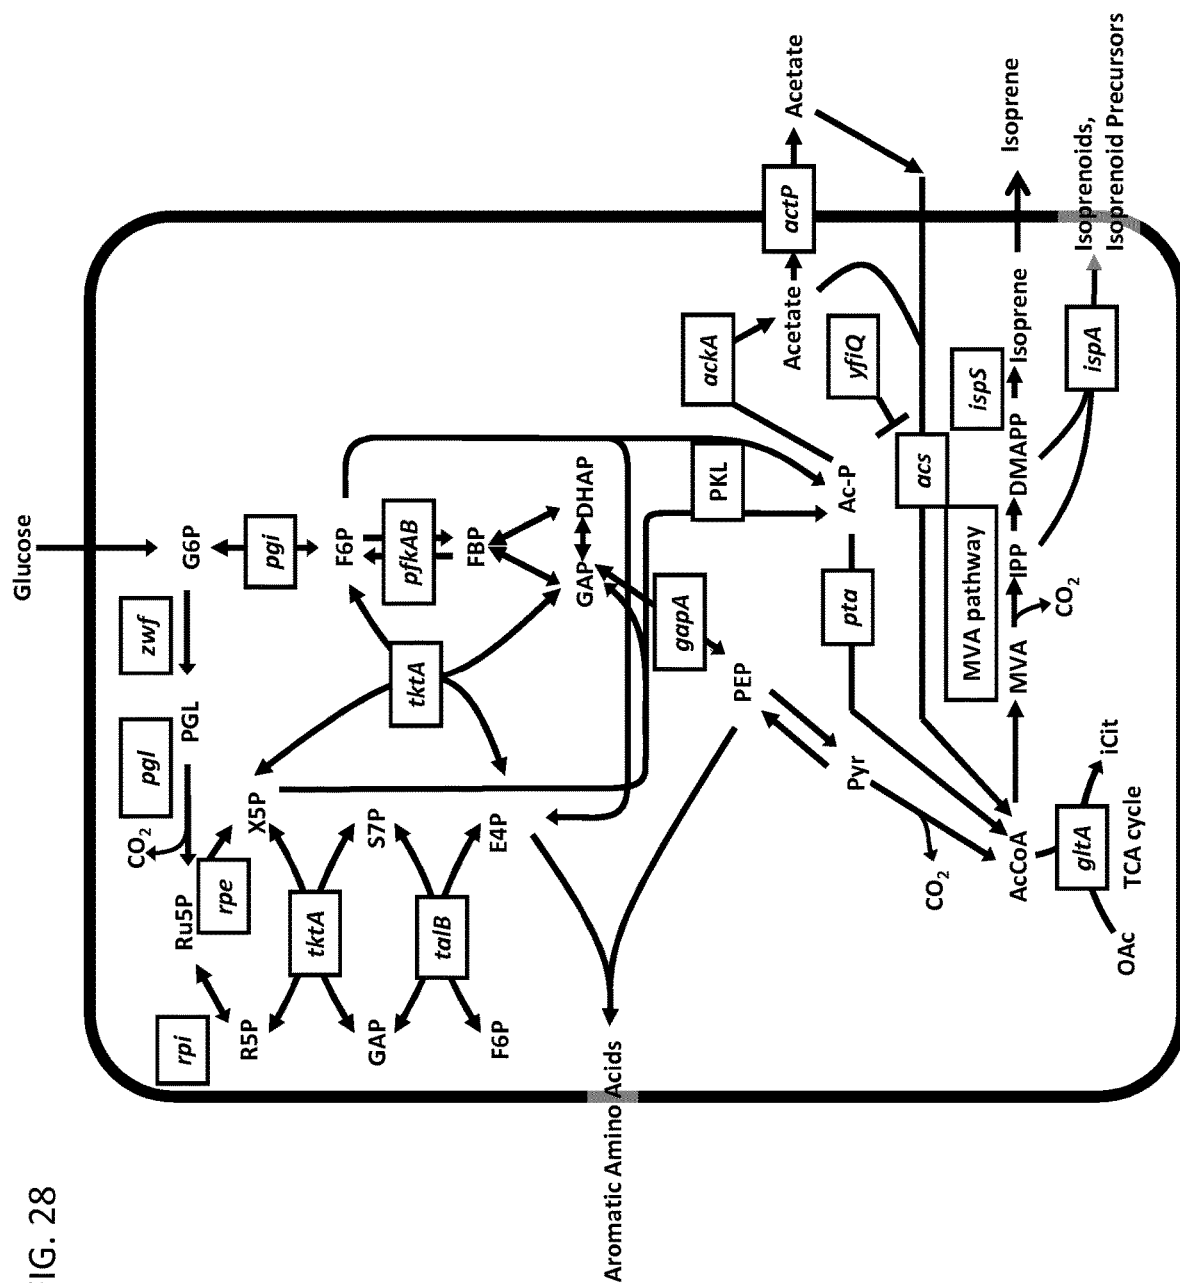 IG. 28
Glucose
G6P
zwf
PGL
pgl
CO2
Ru5P
rpe
rpi
R5P
X5P
pgi
F6P
pfkAB
FBP
DHAP
GAP
tktA
tktA
S7P
GAP
talB
E4P
F6P
gapA
PEP
Aromatic Amino Acids
PKL
Ac-P
ackA
Acetate
actP
Acetate
yfiQ
acs
pta
Pyr
CO2
AcCoA
MVA pathway
MVA
CO2
IPP
DMAPP
ispS
Isoprene
Isoprene
ispA
Isoprenoids,
Isoprenoid Precursors
gltA
OAc
iCit
TCA cycle